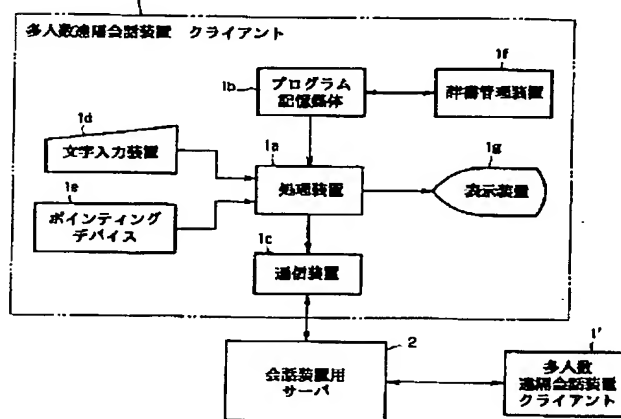 多人数遠隔会話装置 クライアント
1b
プログラム
記憶媒体
1f
辞書管理装置
1d
文字入力装置
1a
処理装置
1g
表示装置
1e
ポインティング
デバイス
1c
通信装置
2
会話装置用
サーバ
1'
多人数
遠隔会話装置
クライアント